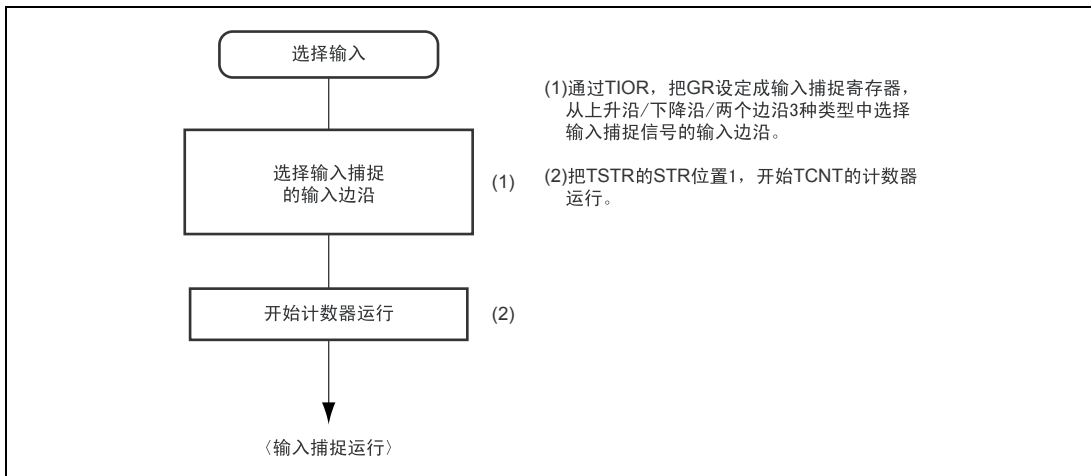 选择输入
选择输入捕捉
的输入边沿
(1)
开始计数器运行
(2)
〈输入捕捉运行〉
(1)通过TIOR，把GR设定成输入捕捉寄存器，
从上升沿/下降沿/两个边沿3种类型中选择
输入捕捉信号的输入边沿。
(2)把TSTR的STR位置1，开始TCNT的计数器
运行。